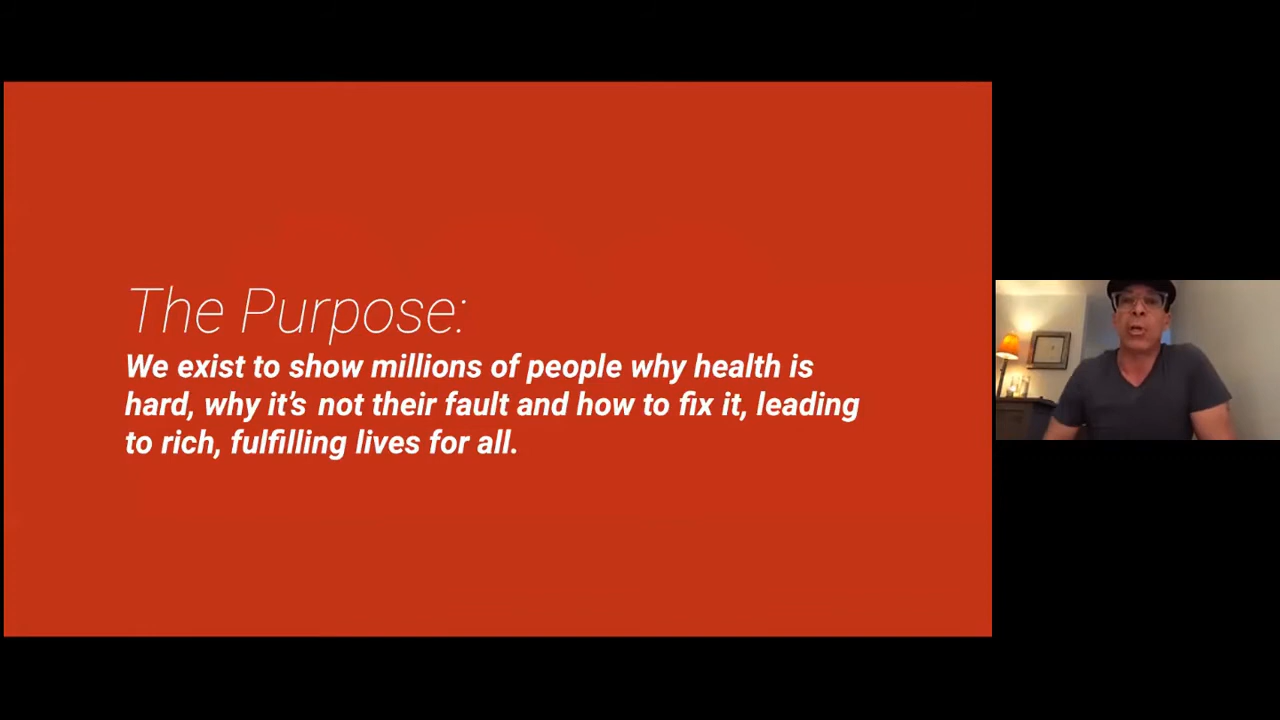 The Purpose:
We exist to show millions of people why health is
hard, why it’s not their fault and how to fix it, leading
to rich, fulfilling lives for all.